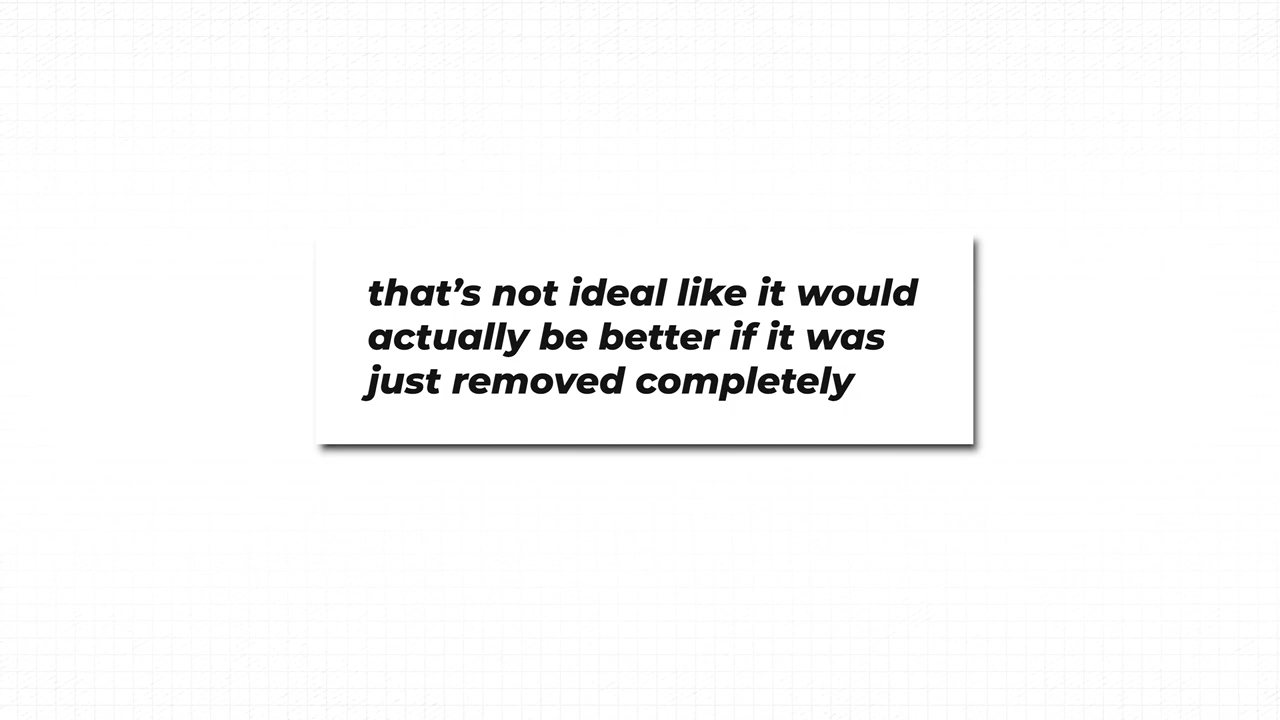 that’s not ideal like it would
actually be better if it was
just removed completely